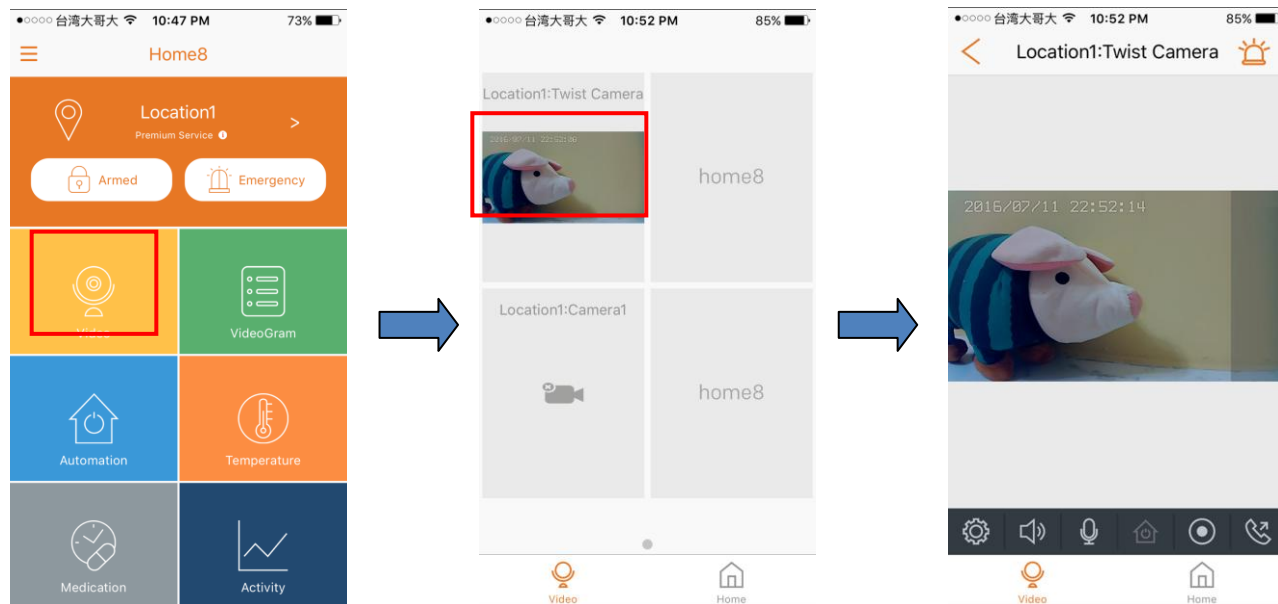 台湾大哥大 10:47 PM 73%
Home8
Location1
Premium Service
>
Armed
Emergency
Video
VideoGram
Automation
Temperature
Medication
Activity
台湾大哥大 10:52 PM 85%
Location1:Twist Camera
2016/07/11 22:52:06
home8
Location1:Camera1
home8
Video
Home
台湾大哥大 10:52 PM 85%
Location1:Twist Camera
2016/07/11 22:52:14
Video
Home